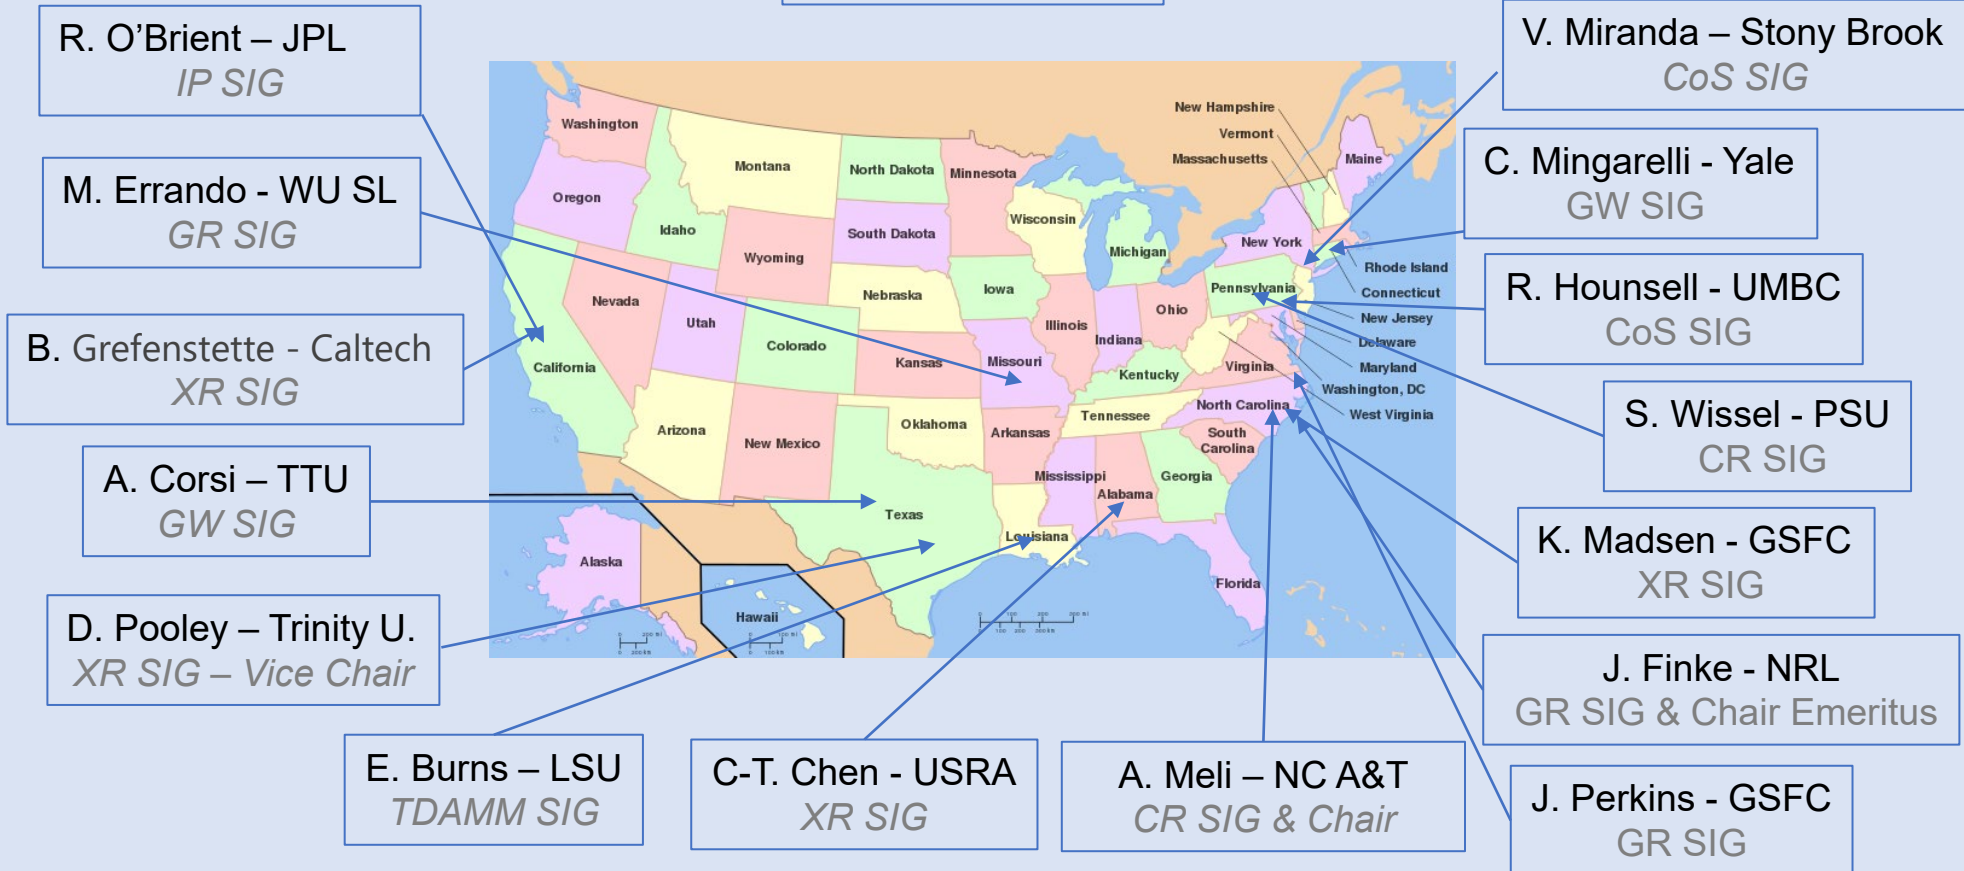 R. O’Brient – JPL
IP SIG
M. Errando - WU SL
GR SIG
B. Grefenstette - Caltech
XR SIG
A. Corsi – TTU
GW SIG
D. Pooley – Trinity U.
XR SIG – Vice Chair
E. Burns – LSU
TDAMM SIG
C-T. Chen - USRA
XR SIG
A. Meli – NC A&T
CR SIG & Chair
V. Miranda – Stony Brook
CoS SIG
C. Mingarelli - Yale
GW SIG
R. Hounsell - UMBC
CoS SIG
S. Wissel - PSU
CR SIG
K. Madsen - GSFC
XR SIG
J. Finke - NRL
GR SIG & Chair Emeritus
J. Perkins - GSFC
GR SIG
Washington
Oregon
California
Nevada
Idaho
Montana
Wyoming
Utah
Arizona
Colorado
New Mexico
North Dakota
South Dakota
Nebraska
Kansas
Oklahoma
Texas
Minnesota
Iowa
Missouri
Arkansas
Louisiana
Wisconsin
Illinois
Michigan
Indiana
Ohio
Kentucky
Tennessee
Mississippi
Alabama
Georgia
Florida
South
Carolina
North Carolina
Virginia
Pennsylvania
New York
Maine
New Hampshire
Vermont
Massachusetts
Rhode Island
Connecticut
New Jersey
Delaware
Maryland
Washington, DC
West Virginia
Alaska
Hawaii